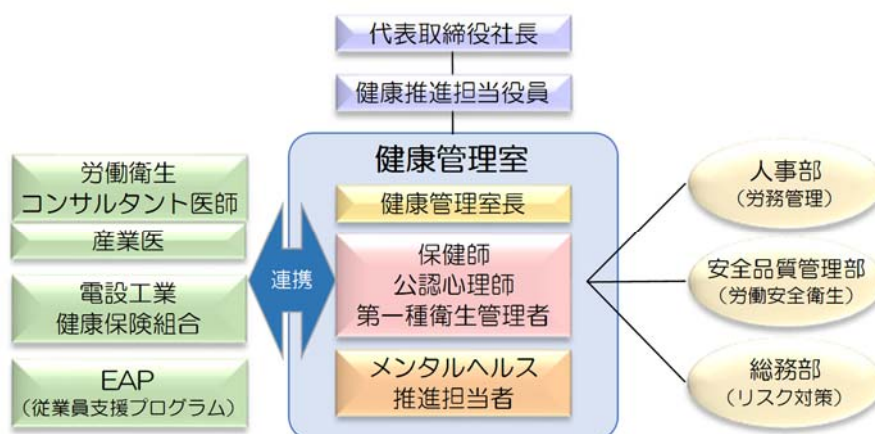 代表取締役社長
健康推進担当役員
健康管理室
健康管理室長
保健師
公認心理師
第一種衛生管理者
メンタルヘルス
推進担当者
連携
労働衛生
コンサルタント医師
産業医
電設工業
健康保険組合
EAP
（従業員支援プログラム）
人事部
（労務管理）
安全品質管理部
（労働安全衛生）
総務部
（リスク対策）